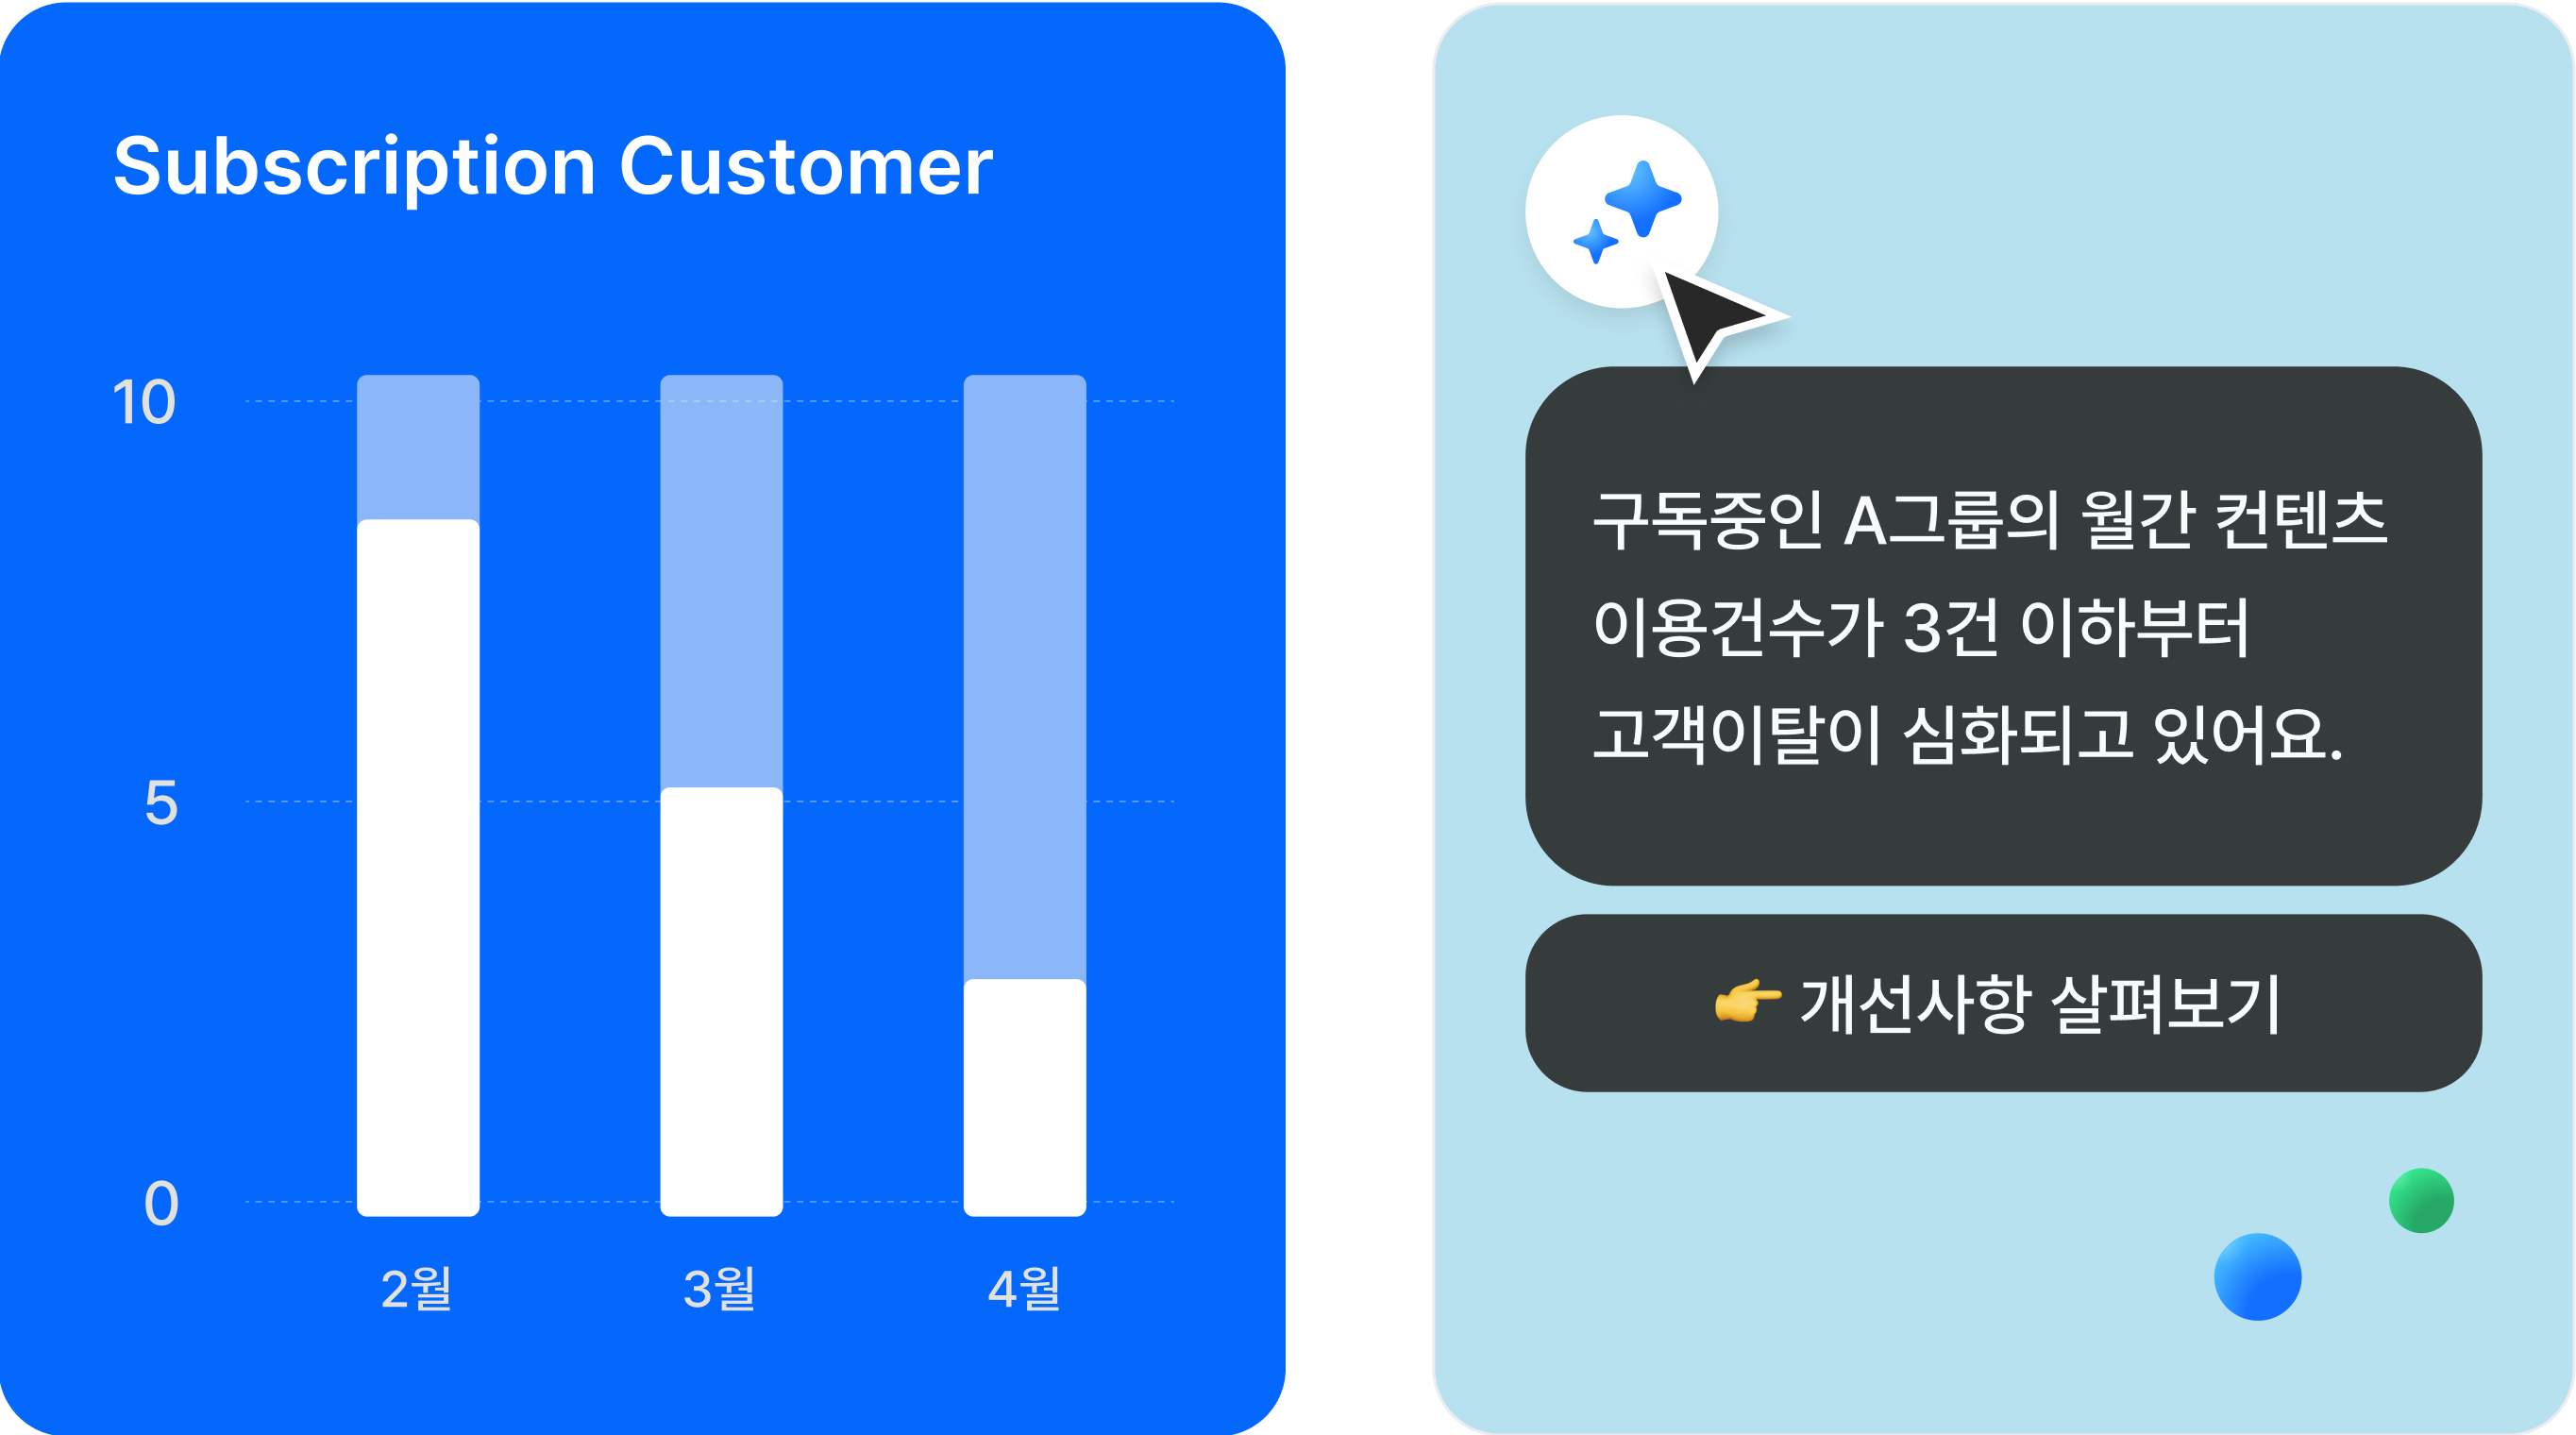 Subscription Customer
10
5
0
2월
3월
4월
구독중인 A그룹의 월간 컨텐츠
이용건수가 3건 이하부터
고객이탈이 심화되고 있어요.
👉 개선사항 살펴보기